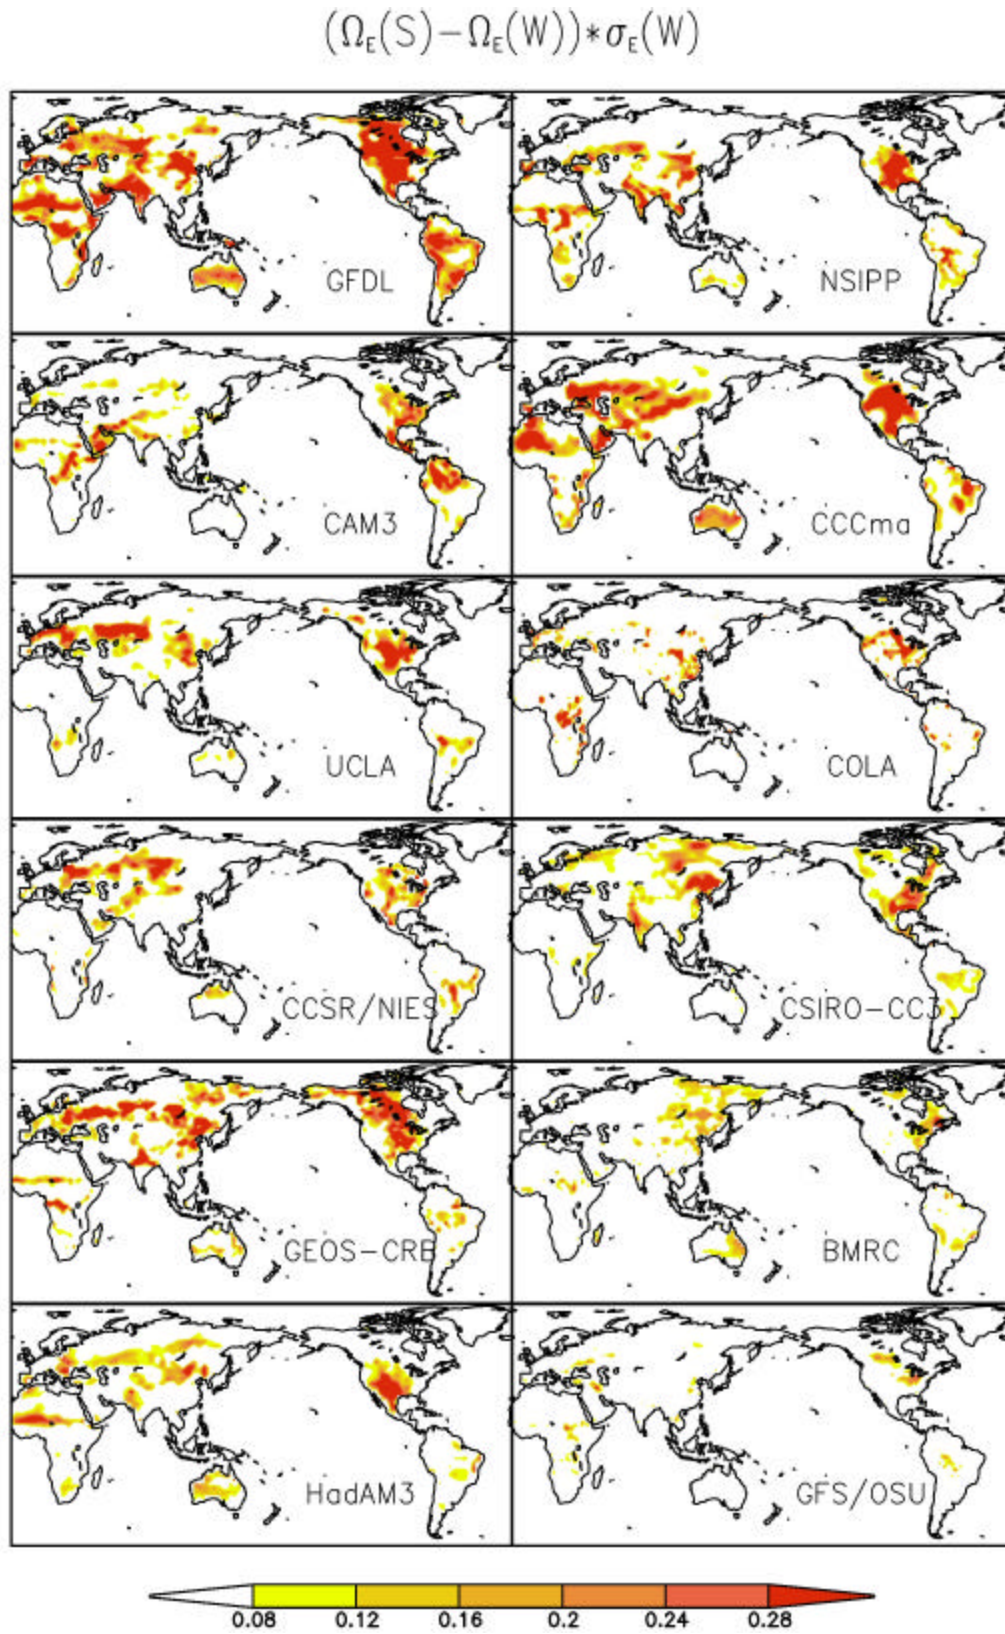 (Ω_E(S)−Ω_E(W))∗σ_E(W)
GFDL
NSIPP
CAM3
CCCma
UCLA
COLA
CCSR/NIES
CSIRO−CC3
GEOS−CRB
BMRC
HadAM3
GFS/OSU
0.08 0.12 0.16 0.2 0.24 0.28